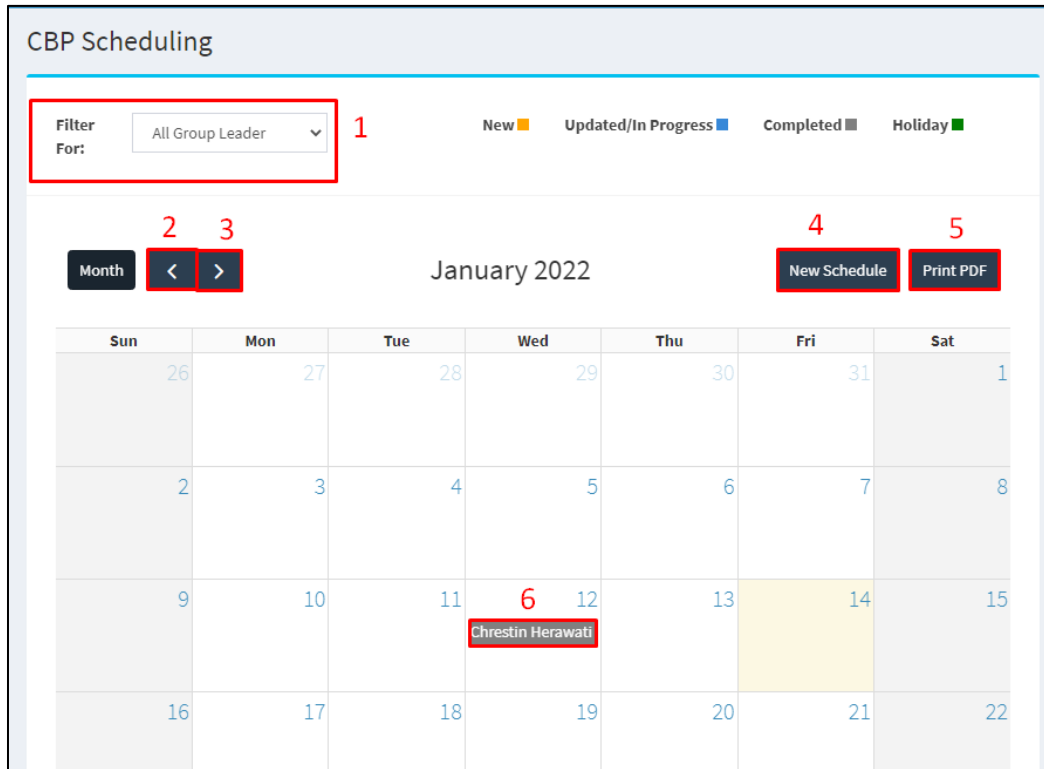 CBP Scheduling
Filter For: All Group Leader 1 New Updated/In Progress Completed Holiday
2 3 4 5
Month < > January 2022 New Schedule Print PDF
Sun Mon Tue Wed Thu Fri Sat
26 27 28 29 30 31 1
2 3 4 5 6 7 8
9 10 11 6 12 13 14 15
Chrestin Herawati
16 17 18 19 20 21 22